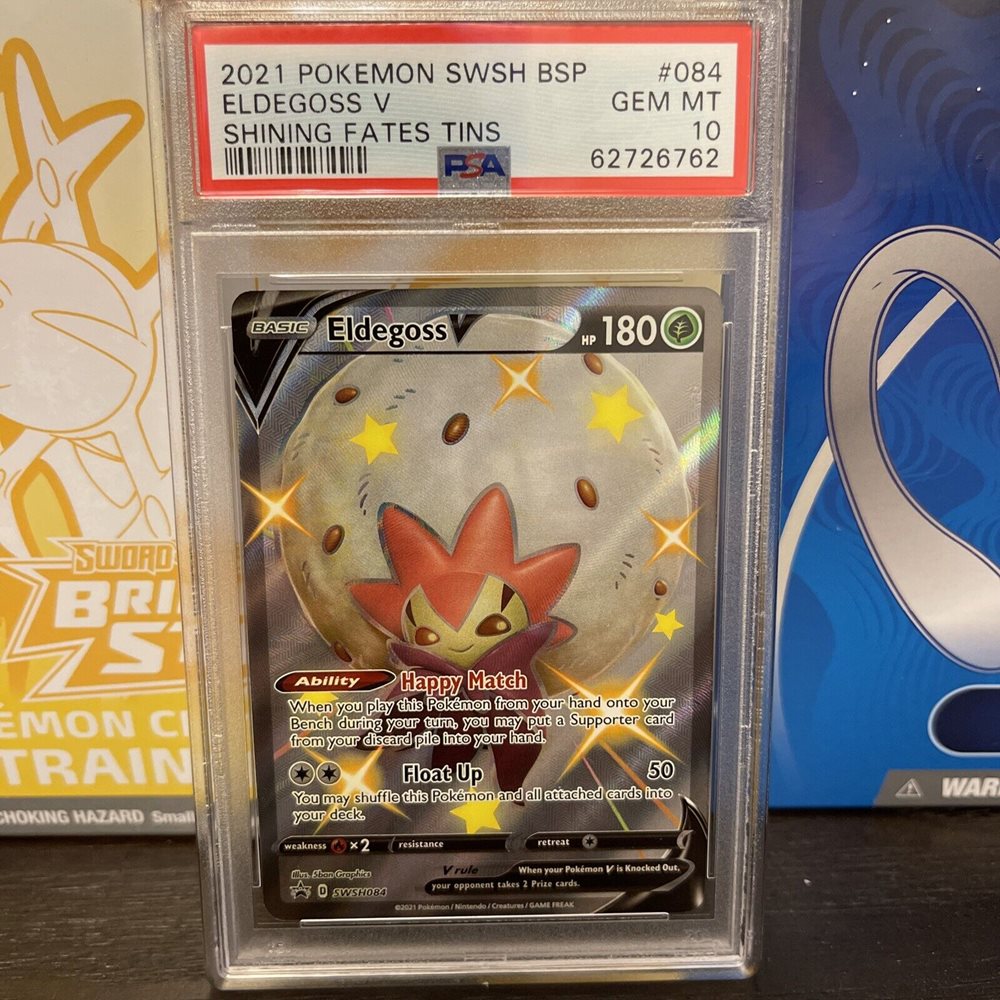 2021 POKEMON SWSH BSP #084
ELDEGOSS V GEM MT
SHINING FATES TINS 10
PSA 62726762
BASIC Eldegoss V HP 180
Ability Happy Match
When you play this Pokémon from your hand onto your
Bench during your turn, you may put a Supporter card
from your discard pile into your hand.
Float Up 50
You may shuffle this Pokémon and all attached cards into
your deck.
weakness ×2 resistance retreat
V rule When your Pokémon V is Knocked Out,
your opponent takes 2 Prize cards.
Illus. 5ban Graphics
D SWSH084
©2021 Pokémon / Nintendo / Creatures / GAME FREAK
SWORD
BRI
ST
ÉMON C
TRAIN
CHOKING HAZARD Small
WAR